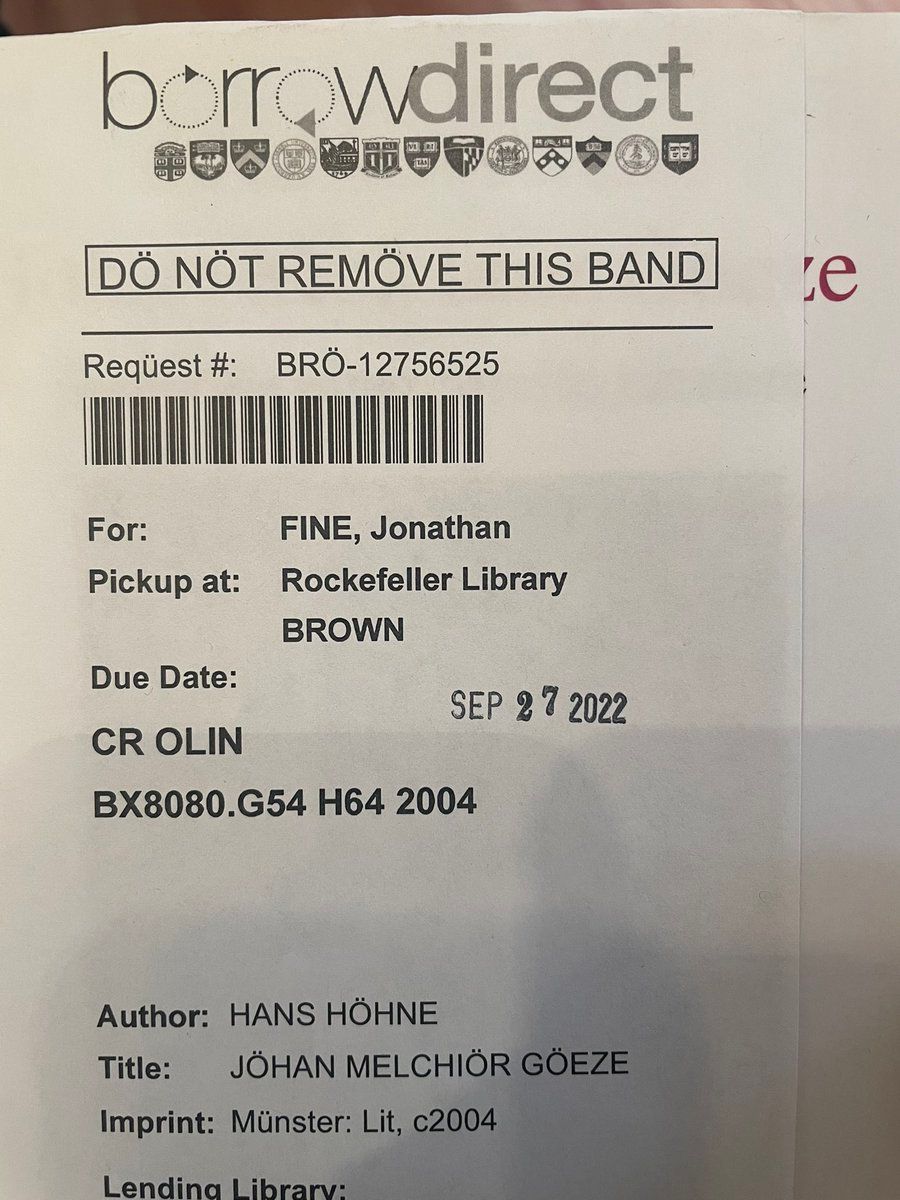 borrowdirect
DÖ NÖT REMÖVE THIS BAND
Reqüest #: BRÖ-12756525
For: FINE, Jonathan
Pickup at: Rockefeller Library
BROWN
Due Date:
SEP 27 2022
CR OLIN
BX8080.G54 H64 2004
Author: HANS HÖHNE
Title: JÖHAN MELCHIÖR GÖEZE
Imprint: Münster: Lit, c2004
Lending Library:
ze